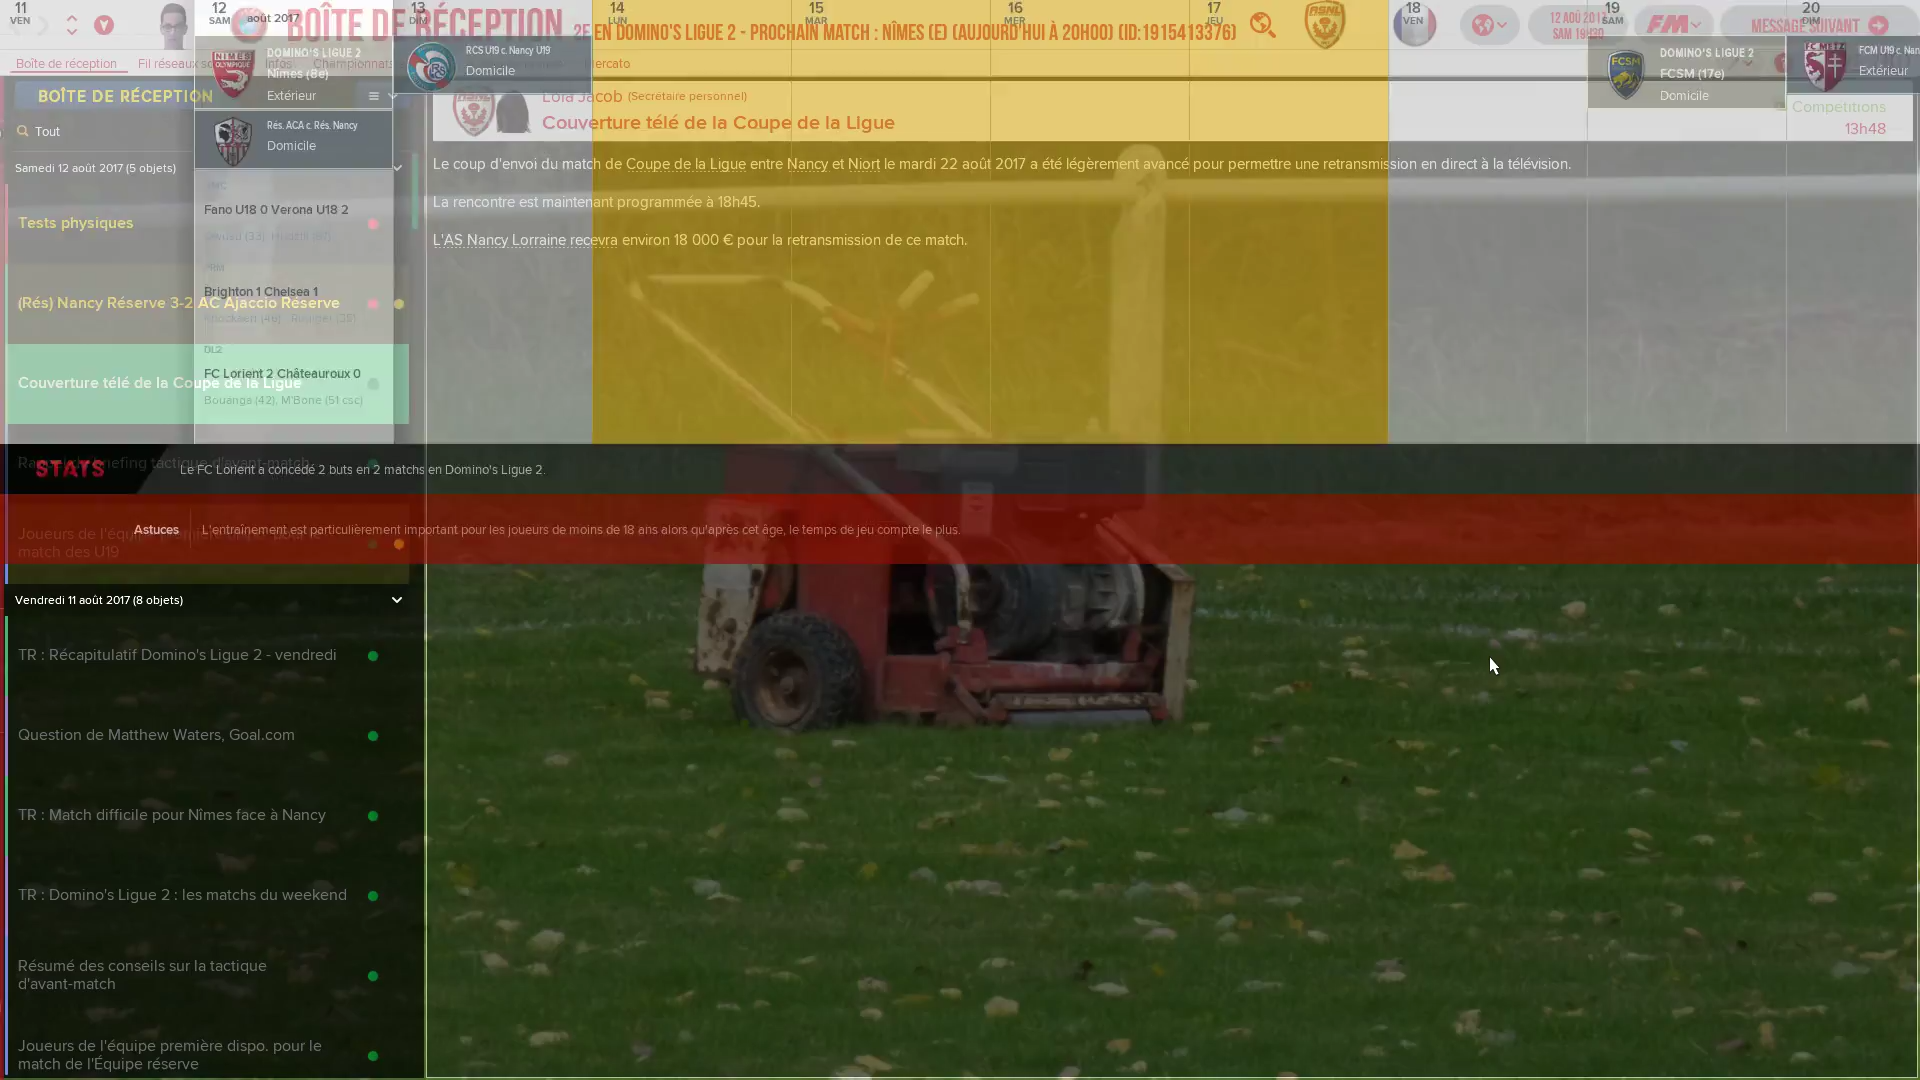 11
VEN
12
SAM
août 2017
13
DIM
14
LUN
15
MAR
16
MER
17
JEU
18
VEN
19
SAM
20
DIM
BOÎTE DE RÉCEPTION
2E EN DOMINO'S LIGUE 2 - PROCHAIN MATCH : NÎMES (E) (AUJOURD'HUI À 20H00) (ID:1915413376)
12 AOÛ 2017
SAM 19H30
FM
MESSAGE SUIVANT
Boîte de réception
Infos
Championnats
Mercato
DOMINO'S LIGUE 2
Nîmes (8e)
Extérieur
RCS U19 c. Nancy U19
Domicile
DOMINO'S LIGUE 2
FCSM (17e)
Domicile
FCM U19 c. Nan
Extérieur
Rés. ACA c. Rés. Nancy
Domicile
BOÎTE DE RÉCEPTION
Tout
Samedi 12 août 2017 (5 objets)
Tests physiques
(Rés) Nancy Réserve 3-2 AC Ajaccio Réserve
Couverture télé de la Coupe de la Ligue
Fano U18 0 Verona U18 2
Brighton 1 Chelsea 1
DL2
FC Lorient 2 Châteauroux 0
Bouanga (42), M'Bone (51 csc)
Lola Jacob (Secrétaire personnel)
Couverture télé de la Coupe de la Ligue
Compétitions
13h48
Le coup d'envoi du match de Coupe de la Ligue entre Nancy et Niort le mardi 22 août 2017 a été légèrement avancé pour permettre une retransmission en direct à la télévision.
La rencontre est maintenant programmée à 18h45.
L'AS Nancy Lorraine recevra environ 18 000 € pour la retransmission de ce match.
STATS
Le FC Lorient a concédé 2 buts en 2 matchs en Domino's Ligue 2.
Astuces
L'entraînement est particulièrement important pour les joueurs de moins de 18 ans alors qu'après cet âge, le temps de jeu compte le plus.
match des U19
Vendredi 11 août 2017 (8 objets)
TR : Récapitulatif Domino's Ligue 2 - vendredi
Question de Matthew Waters, Goal.com
TR : Match difficile pour Nîmes face à Nancy
TR : Domino's Ligue 2 : les matchs du weekend
Résumé des conseils sur la tactique
d'avant-match
Joueurs de l'équipe première dispo. pour le
match de l'Équipe réserve